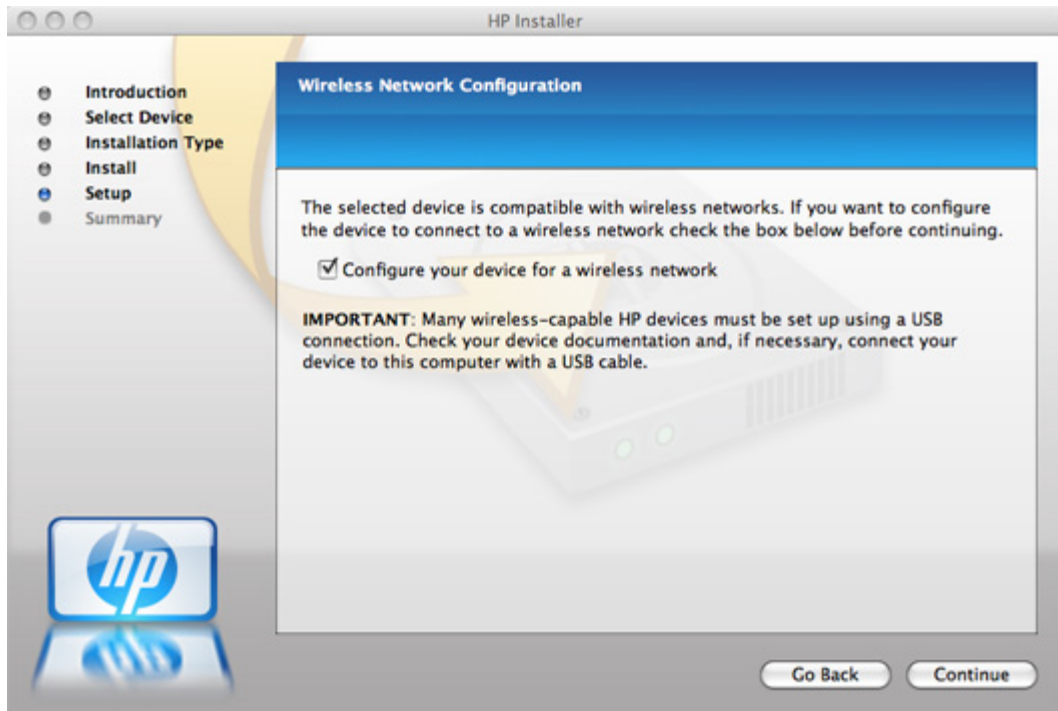 HP Installer
Introduction
Select Device
Installation Type
Install
Setup
Summary
Wireless Network Configuration
The selected device is compatible with wireless networks. If you want to configure
the device to connect to a wireless network check the box below before continuing.
Configure your device for a wireless network
IMPORTANT: Many wireless-capable HP devices must be set up using a USB
connection. Check your device documentation and, if necessary, connect your
device to this computer with a USB cable.
hp
Go Back
Continue